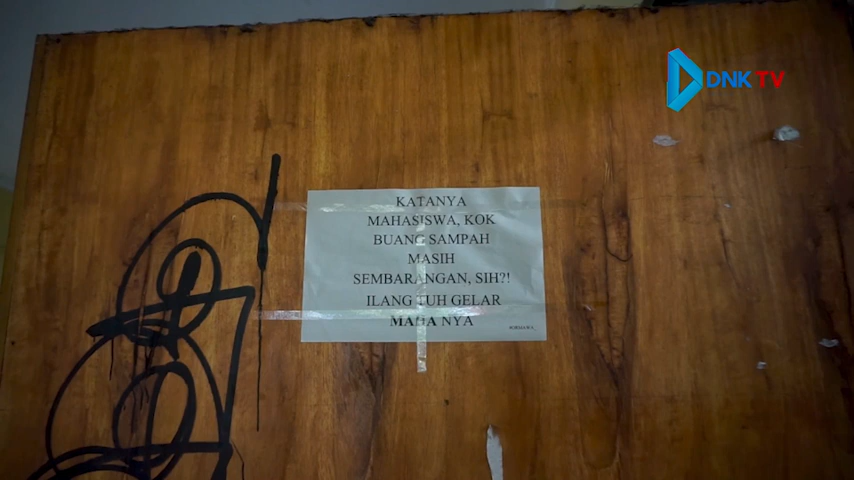 DNK TV
KATANYA
MAHASISWA, KOK
BUANG SAMPAH
MASIH
SEMBARANGAN, SIH?!
ILANG TUH GELAR
MAHA NYA